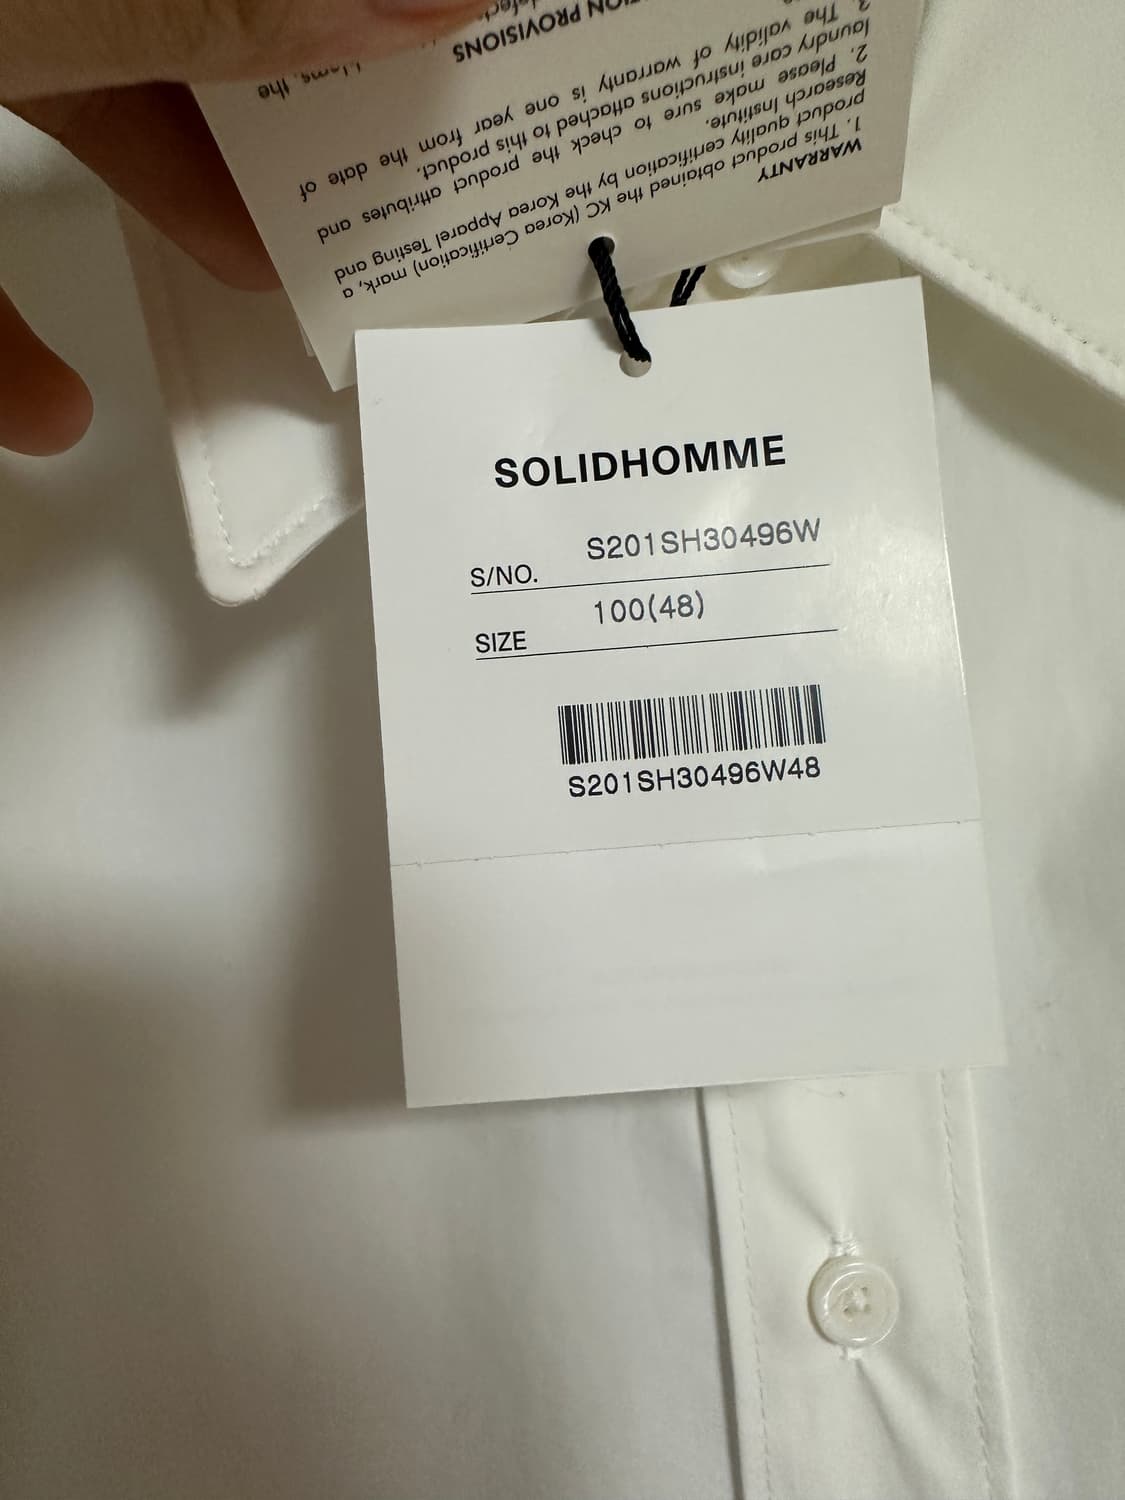 WARRANTY
1. This product obtained the KC (Korea Certification) mark, a
product quality certification by the Korea Apparel Testing and
Research Institute.
2. Please make sure to check the product attributes and
laundry care instructions attached to this product.
3. The validity of warranty is one year from the date of
PROVISIONS
the
SOLIDHOMME
S/NO. S201SH30496W
SIZE 100(48)
S201SH30496W48